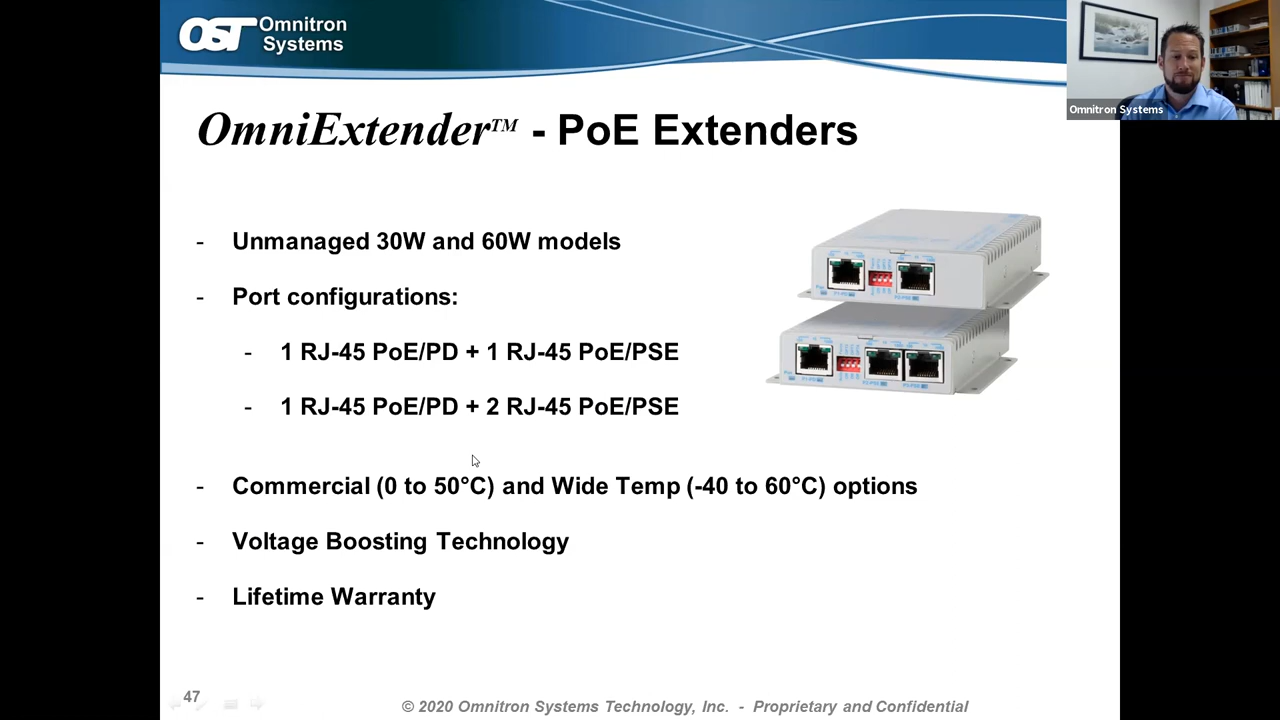 OST Omnitron
Systems
Omnitron Systems
OmniExtender™ - PoE Extenders
- Unmanaged 30W and 60W models
- Port configurations:
- 1 RJ-45 PoE/PD + 1 RJ-45 PoE/PSE
- 1 RJ-45 PoE/PD + 2 RJ-45 PoE/PSE
- Commercial (0 to 50°C) and Wide Temp (-40 to 60°C) options
- Voltage Boosting Technology
- Lifetime Warranty
47
© 2020 Omnitron Systems Technology, Inc. - Proprietary and Confidential